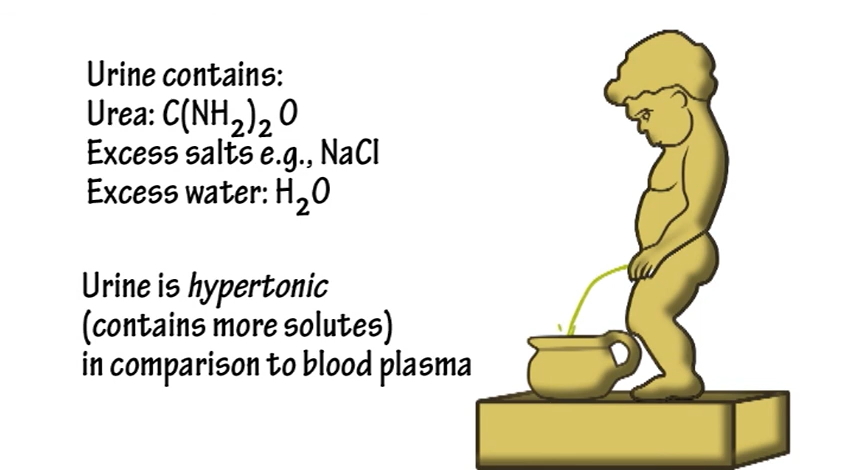 Urine contains:
Urea: C(NH₂)₂ O
Excess salts e.g., NaCl
Excess water: H₂O
Urine is hypertonic
(contains more solutes)
in comparison to blood plasma